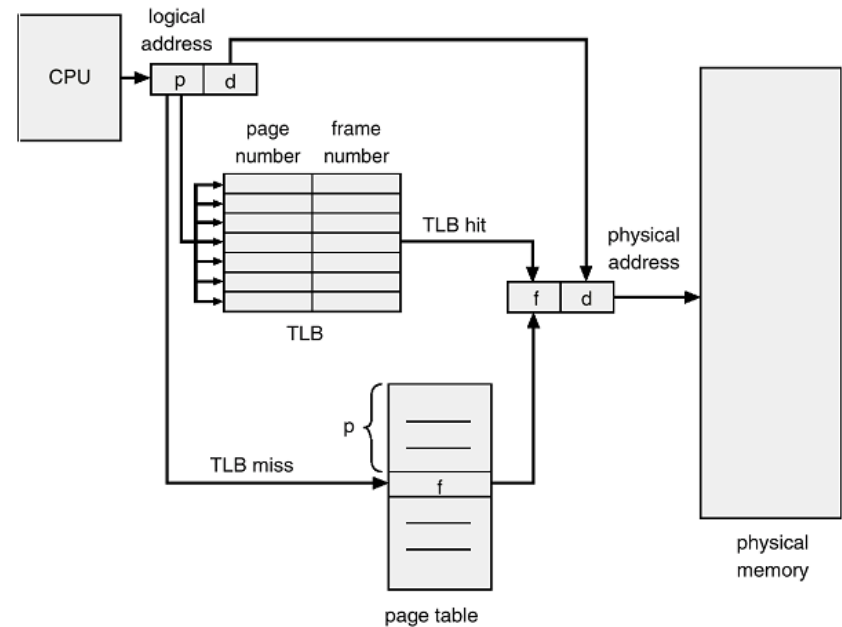 logical
address
CPU
p
d
page
number
frame
number
TLB hit
physical
address
f
d
TLB
p
TLB miss
f
physical
memory
page table